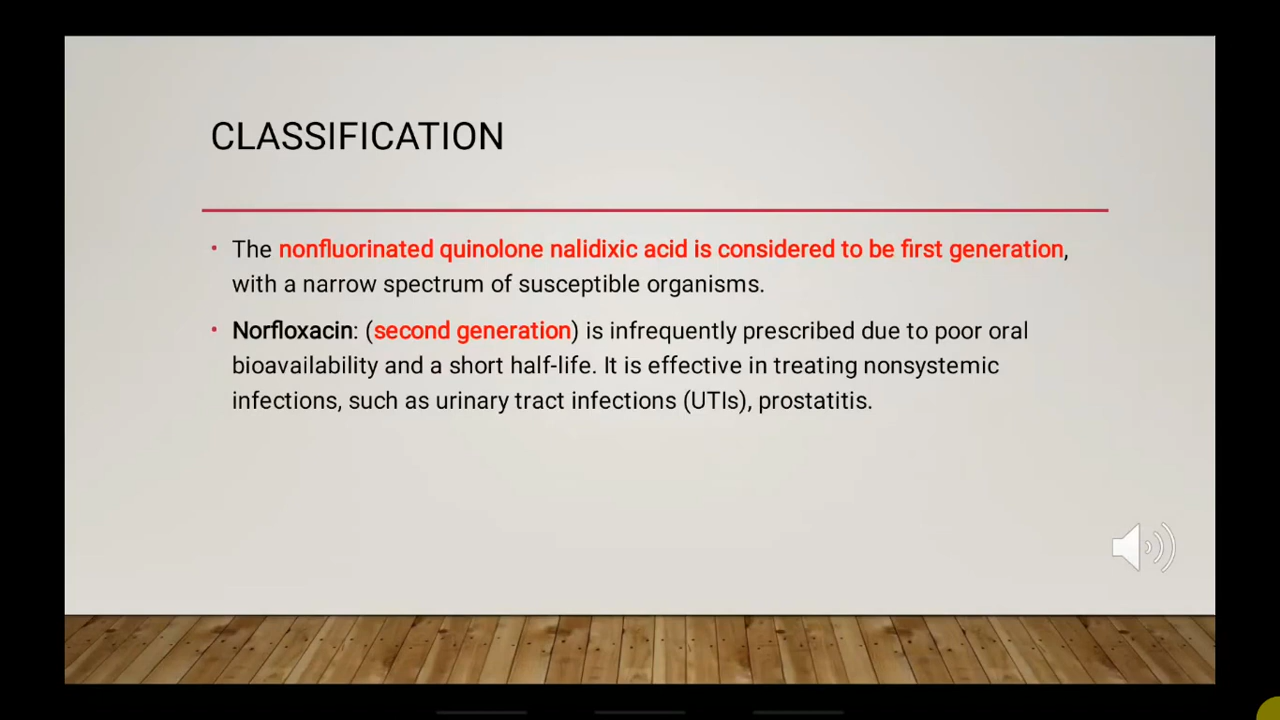 CLASSIFICATION
• The nonfluorinated quinolone nalidixic acid is considered to be first generation,
with a narrow spectrum of susceptible organisms.
• Norfloxacin: (second generation) is infrequently prescribed due to poor oral
bioavailability and a short half-life. It is effective in treating nonsystemic
infections, such as urinary tract infections (UTIs), prostatitis.